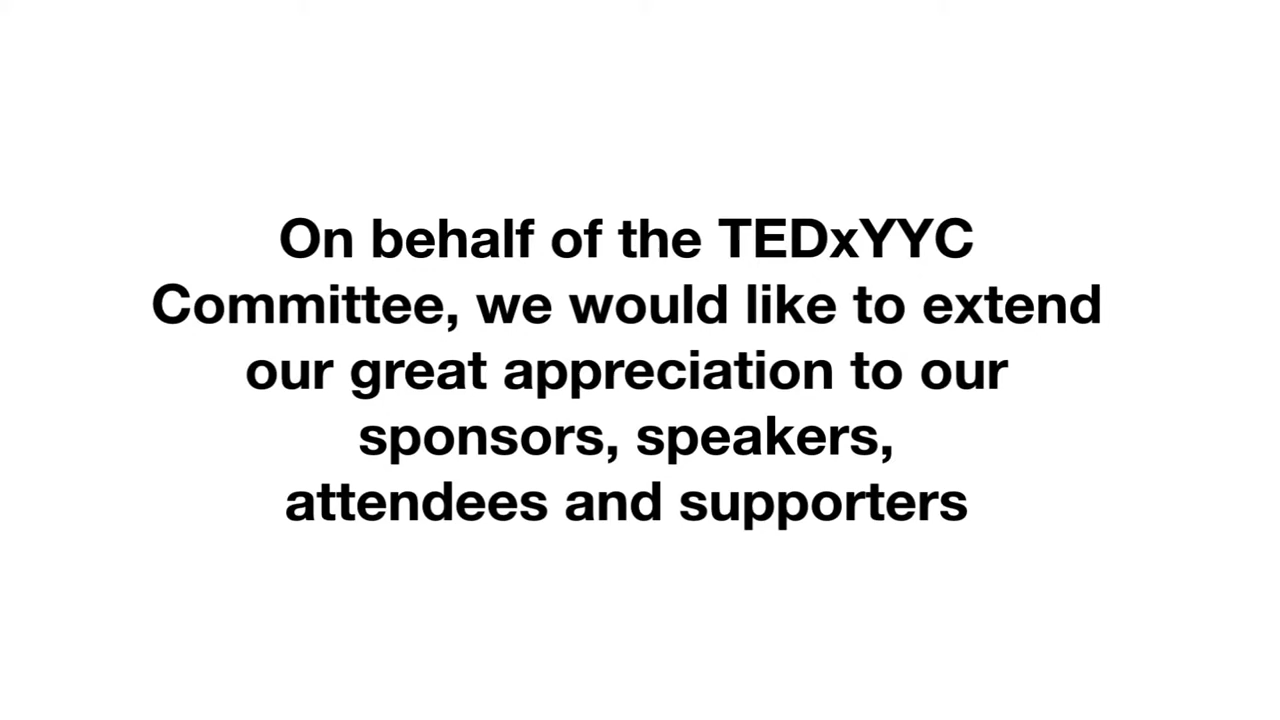 On behalf of the TEDxYYC
Committee, we would like to extend
our great appreciation to our
sponsors, speakers,
attendees and supporters